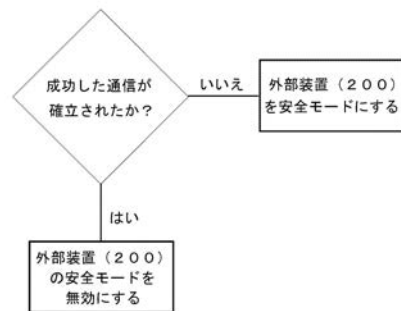 成功した通信が
確立されたか?
いいえ
外部装置(200)
を安全モードにする
はい
外部装置(200)
の安全モードを
無効にする